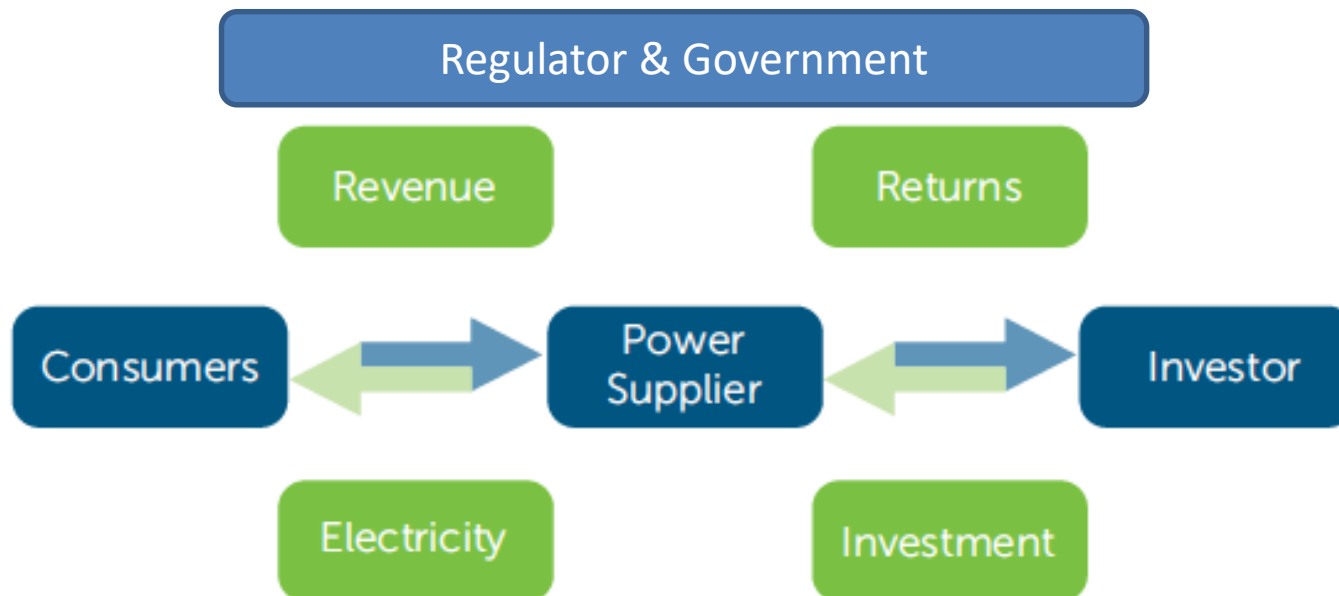 Regulator & Government
Revenue
Returns
Consumers
Power
Supplier
Investor
Electricity
Investment